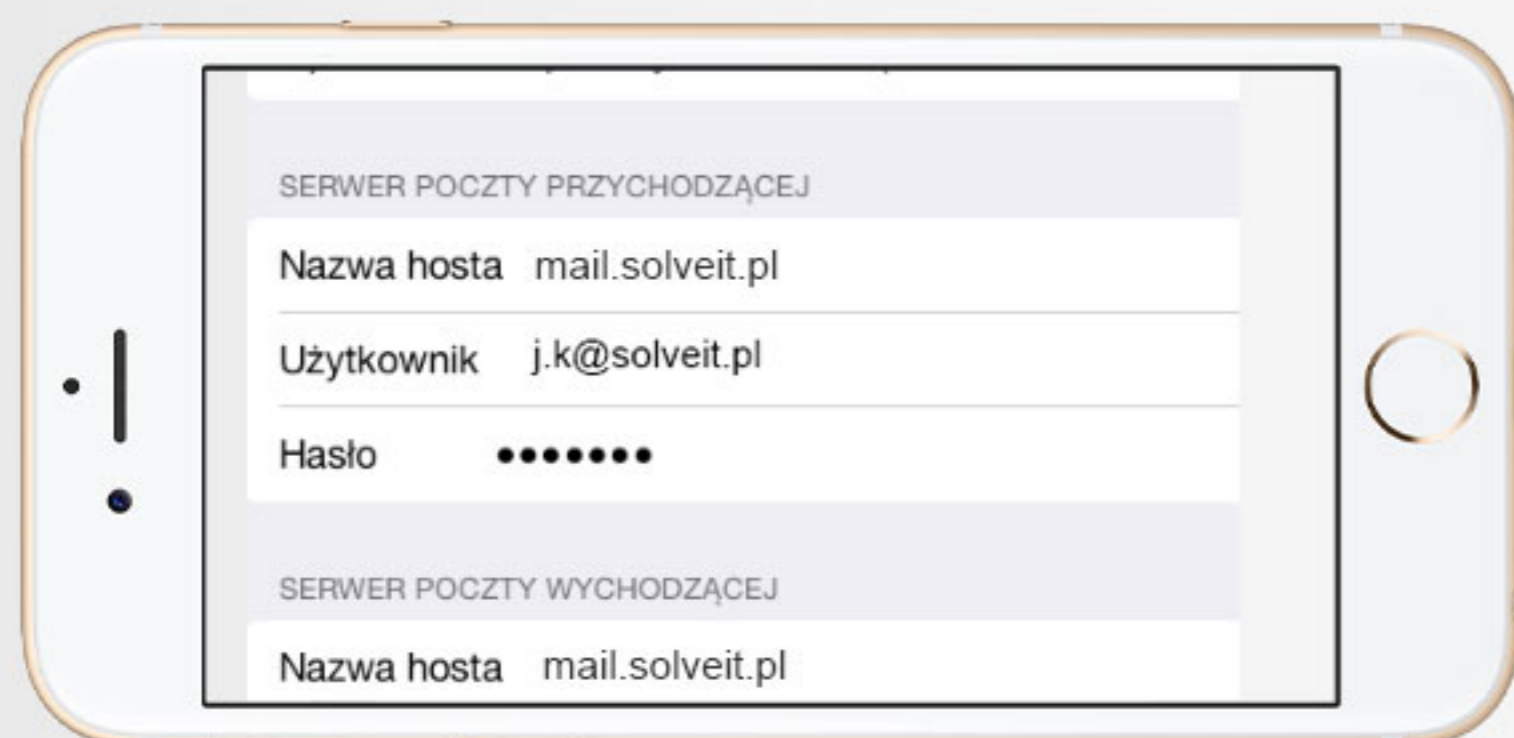 SERWER POCZTY PRZYCHODZĄCEJ
Nazwa hosta mail.solveit.pl
Użytkownik j.k@solveit.pl
Hasło •••••••
SERWER POCZTY WYCHODZĄCEJ
Nazwa hosta mail.solveit.pl